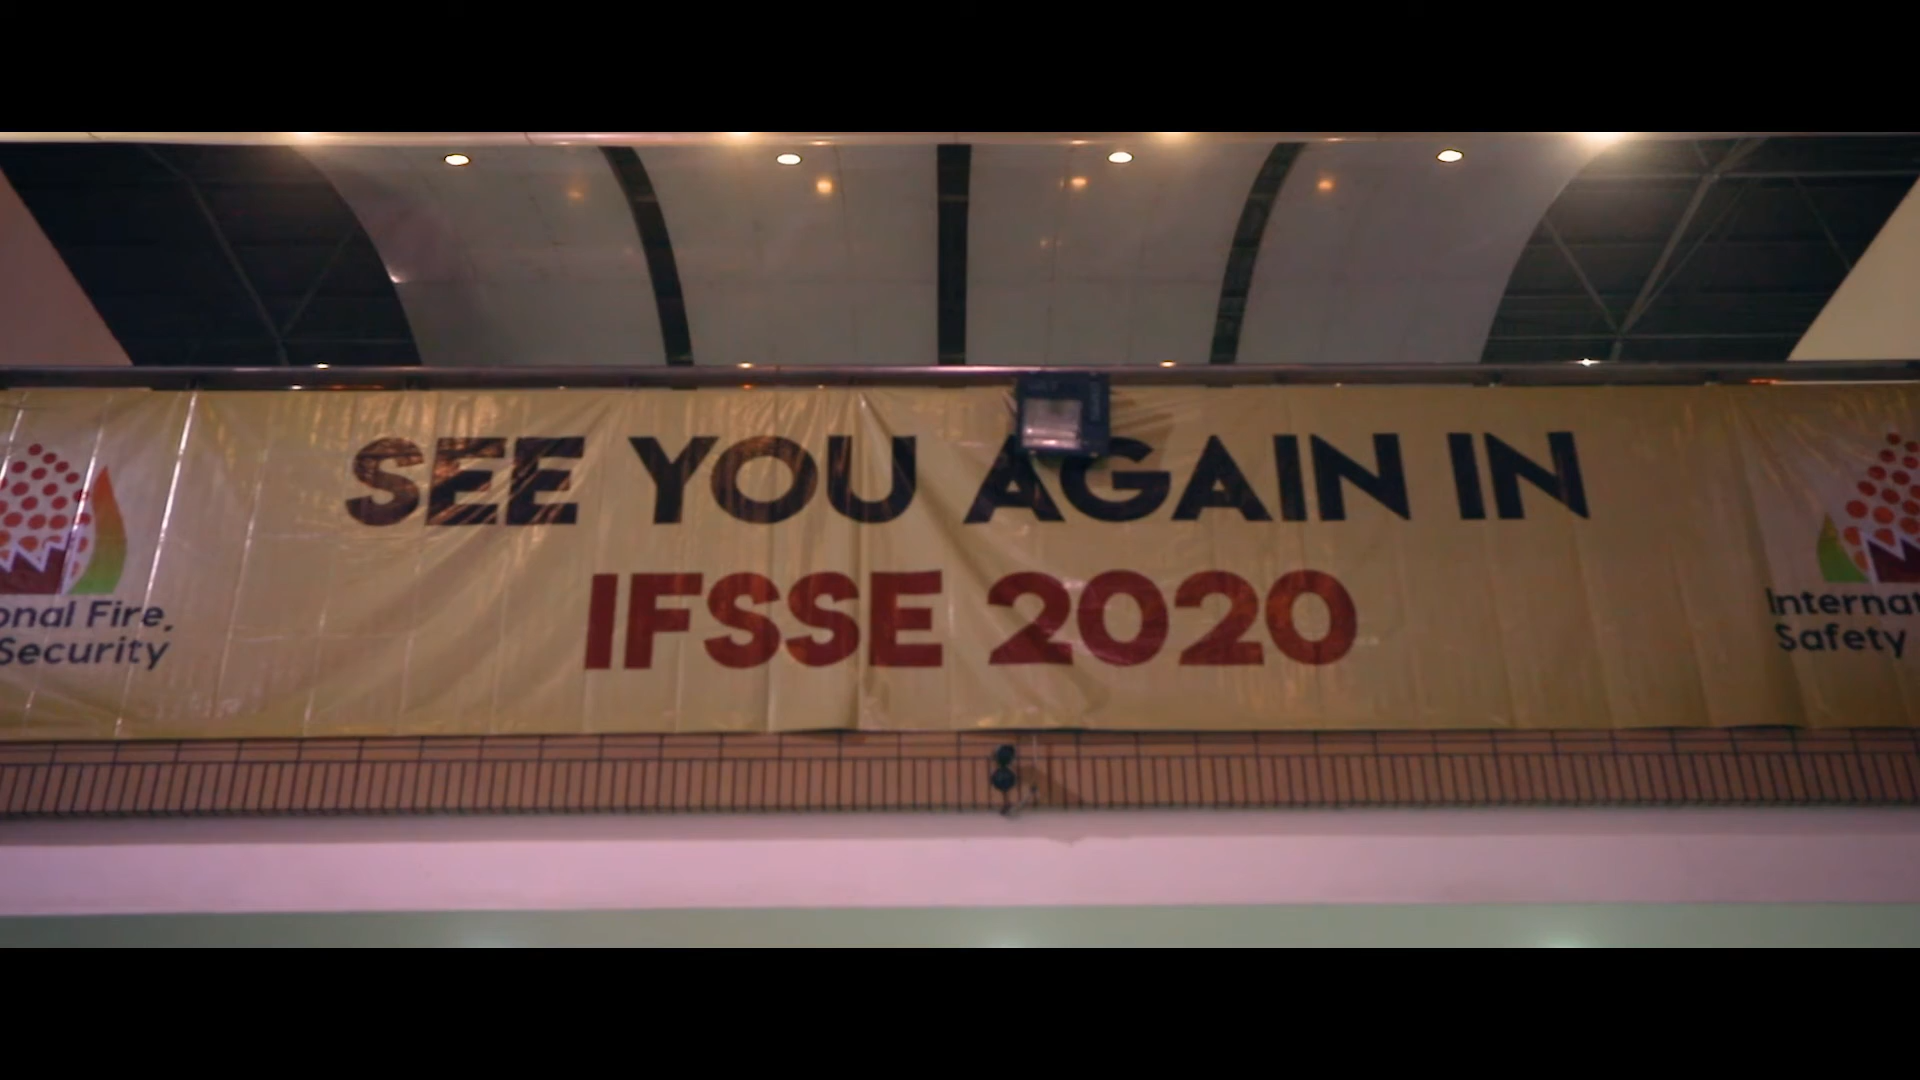 SEE YOU AGAIN IN
IFSSE 2020
onal Fire,
Security
Internat
Safety